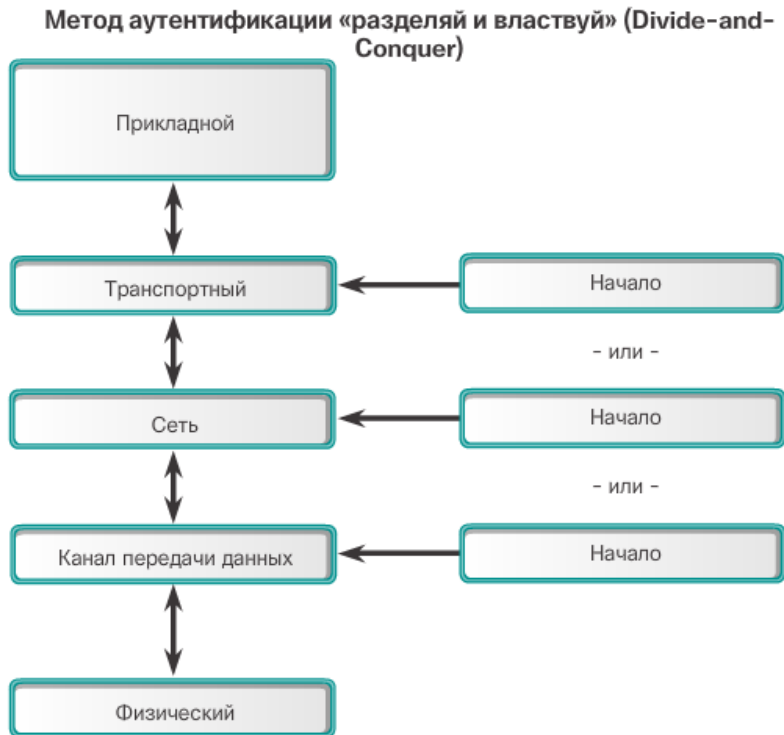 Метод аутентификации «разделяй и властвуй» (Divide-and-
Conquer)
Прикладной
Транспортный
Начало
- или -
Сеть
Начало
- или -
Канал передачи данных
Начало
Физический